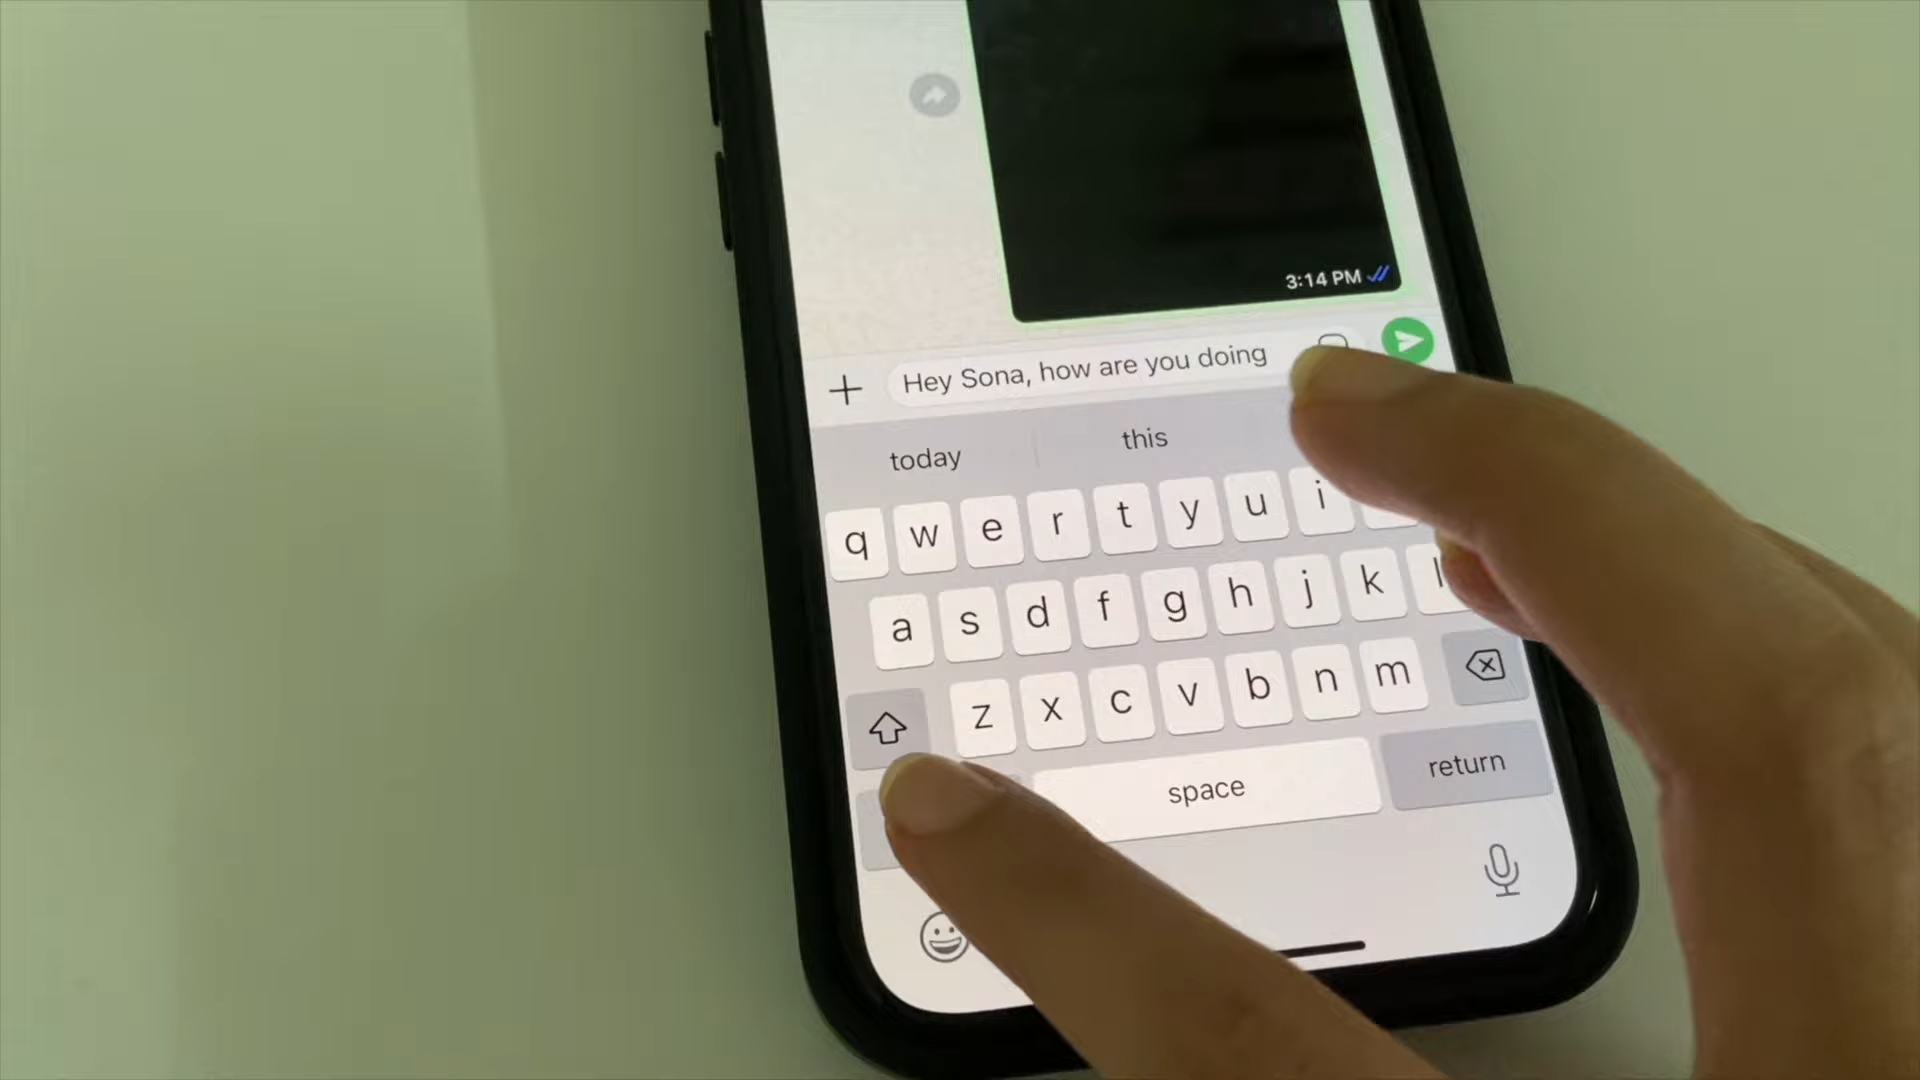 3:14 PM
Hey Sona, how are you doing
today this
q w e r t y u i
a s d f g h j k l
z x c v b n m
space return